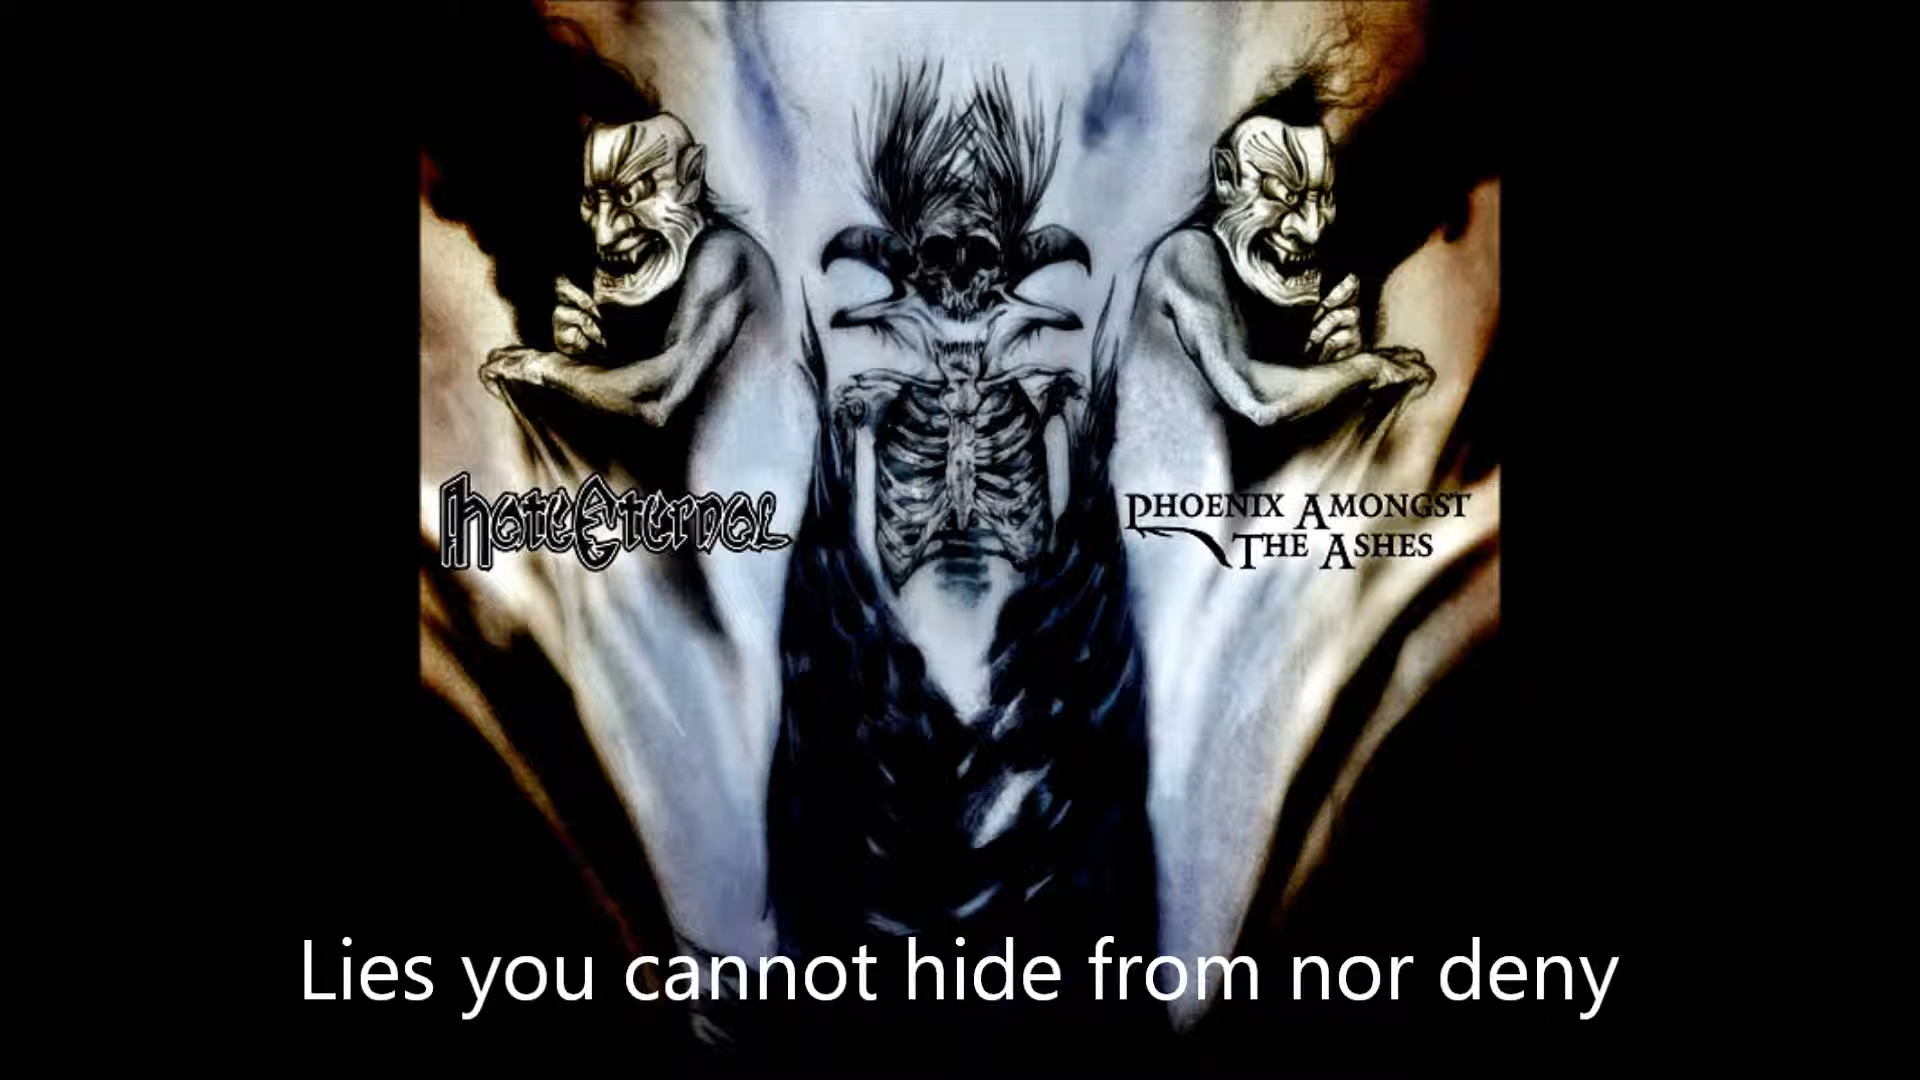 Hate Eternal
Phoenix Amongst
The Ashes
Lies you cannot hide from nor deny